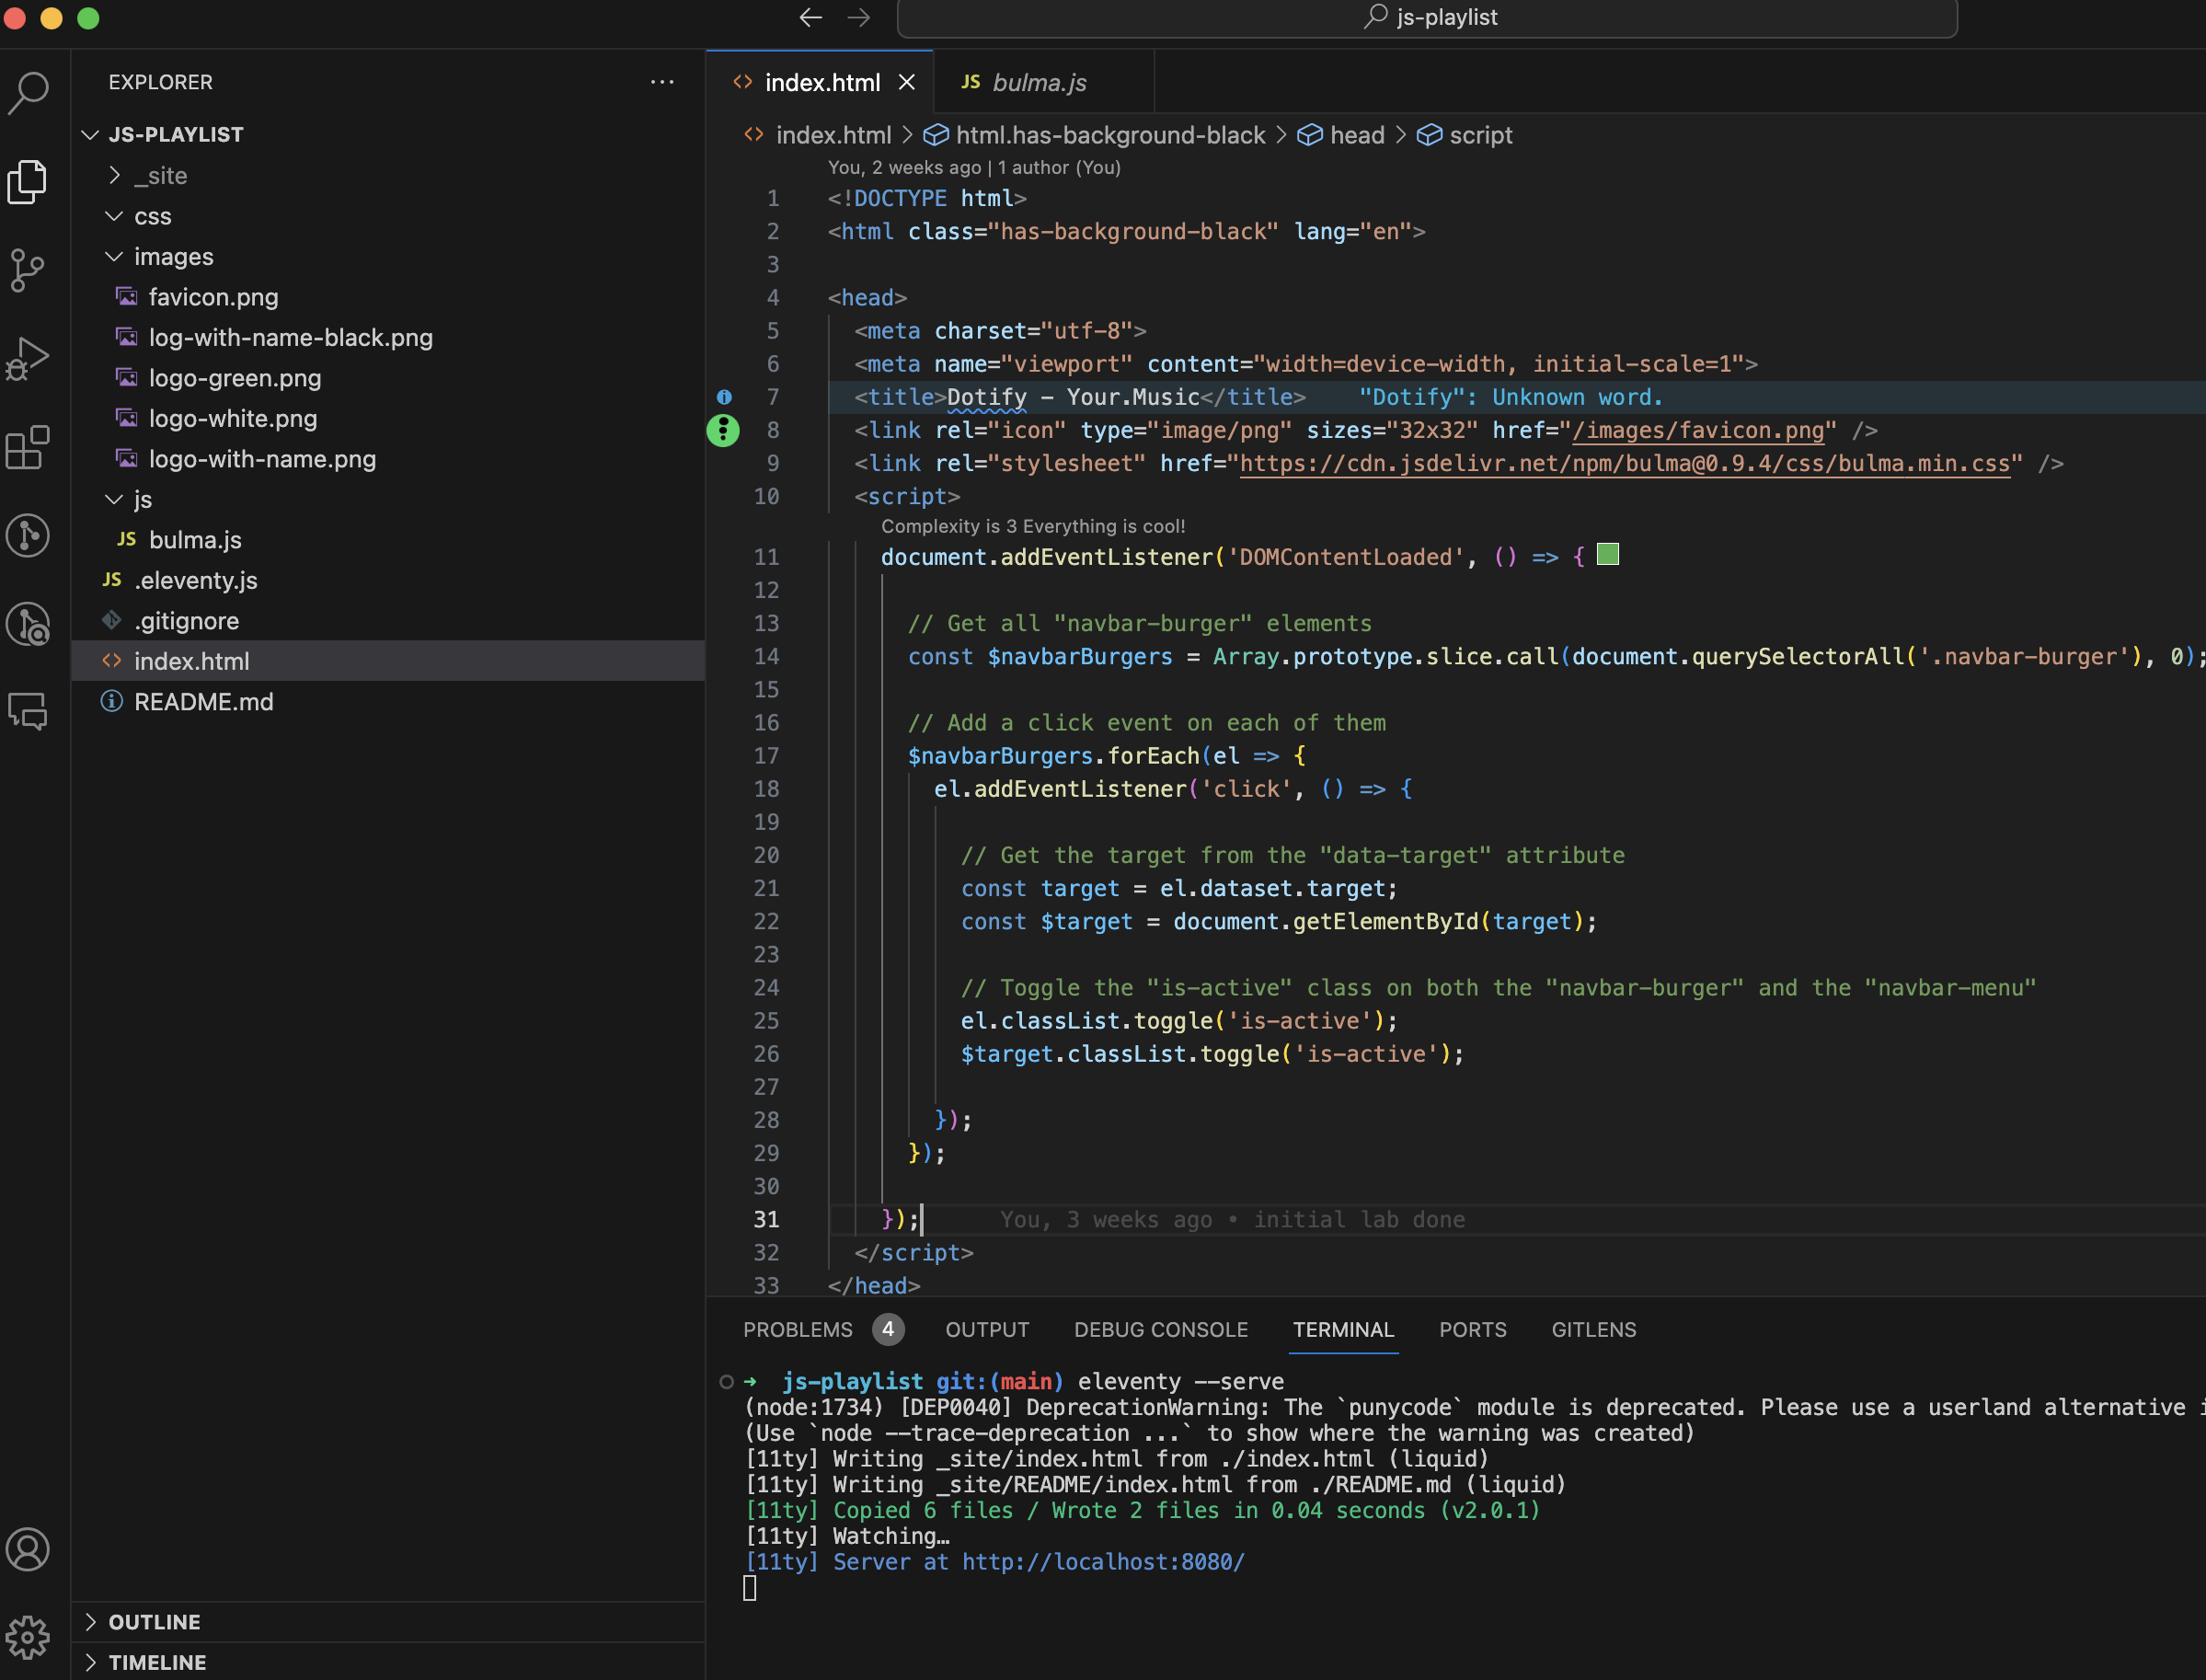 js-playlist
EXPLORER
JS-PLAYLIST
_site
css
images
favicon.png
log-with-name-black.png
logo-green.png
logo-white.png
logo-with-name.png
js
JS bulma.js
JS .eleventy.js
.gitignore
index.html
README.md
OUTLINE
TIMELINE
index.html
JS bulma.js
index.html > html.has-background-black > head > script
You, 2 weeks ago | 1 author (You)
1 <!DOCTYPE html>
2 <html class="has-background-black" lang="en">
3
4 <head>
5 <meta charset="utf-8">
6 <meta name="viewport" content="width=device-width, initial-scale=1">
7 <title>Dotify - Your.Music</title> "Dotify": Unknown word.
8 <link rel="icon" type="image/png" sizes="32x32" href="/images/favicon.png" />
9 <link rel="stylesheet" href="https://cdn.jsdelivr.net/npm/bulma@0.9.4/css/bulma.min.css" />
10 <script>
Complexity is 3 Everything is cool!
11 document.addEventListener('DOMContentLoaded', () => {
12
13 // Get all "navbar-burger" elements
14 const $navbarBurgers = Array.prototype.slice.call(document.querySelectorAll('.navbar-burger'), 0);
15
16 // Add a click event on each of them
17 $navbarBurgers.forEach(el => {
18 el.addEventListener('click', () => {
19
20 // Get the target from the "data-target" attribute
21 const target = el.dataset.target;
22 const $target = document.getElementById(target);
23
24 // Toggle the "is-active" class on both the "navbar-burger" and the "navbar-menu"
25 el.classList.toggle('is-active');
26 $target.classList.toggle('is-active');
27
28 });
29 });
30
31 }); You, 3 weeks ago • initial lab done
32 </script>
33 </head>
PROBLEMS 4 OUTPUT DEBUG CONSOLE TERMINAL PORTS GITLENS
➜ js-playlist git:(main) eleventy --serve
(node:1734) [DEP0040] DeprecationWarning: The `punycode` module is deprecated. Please use a userland alternative i
(Use `node --trace-deprecation ...` to show where the warning was created)
[11ty] Writing _site/index.html from ./index.html (liquid)
[11ty] Writing _site/README/index.html from ./README.md (liquid)
[11ty] Copied 6 files / Wrote 2 files in 0.04 seconds (v2.0.1)
[11ty] Watching…
[11ty] Server at http://localhost:8080/